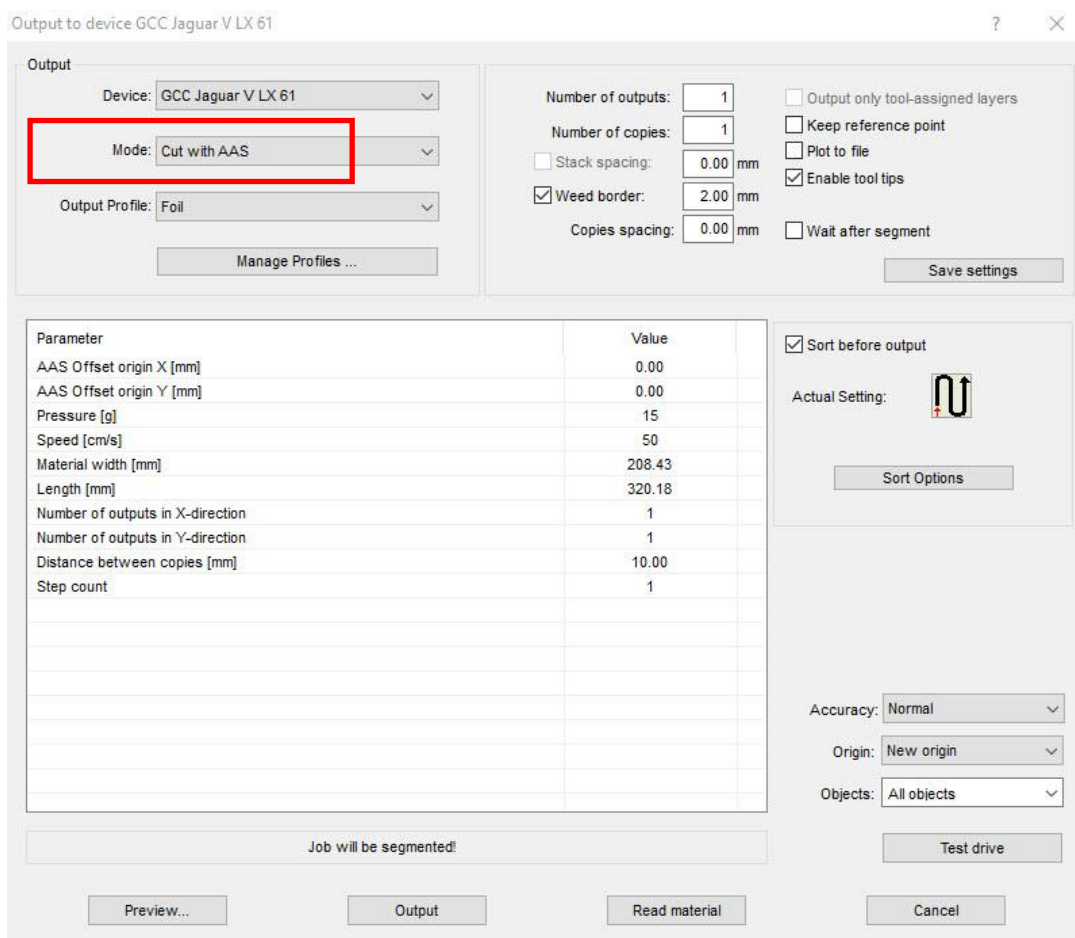 Output to device GCC Jaguar V LX 61 ?
Output
Device: GCC Jaguar V LX 61
Mode: Cut with AAS
Output Profile: Foil
Manage Profiles ...
Number of outputs: 1
Number of copies: 1
Stack spacing: 0.00 mm
Weed border: 2.00 mm
Copies spacing: 0.00 mm
Output only tool-assigned layers
Keep reference point
Plot to file
Enable tool tips
Wait after segment
Save settings
Parameter Value
AAS Offset origin X [mm] 0.00
AAS Offset origin Y [mm] 0.00
Pressure [g] 15
Speed [cm/s] 50
Material width [mm] 208.43
Length [mm] 320.18
Number of outputs in X-direction 1
Number of outputs in Y-direction 1
Distance between copies [mm] 10.00
Step count 1
Sort before output
Actual Setting:
Sort Options
Accuracy: Normal
Origin: New origin
Objects: All objects
Job will be segmented!
Test drive
Preview...
Output
Read material
Cancel